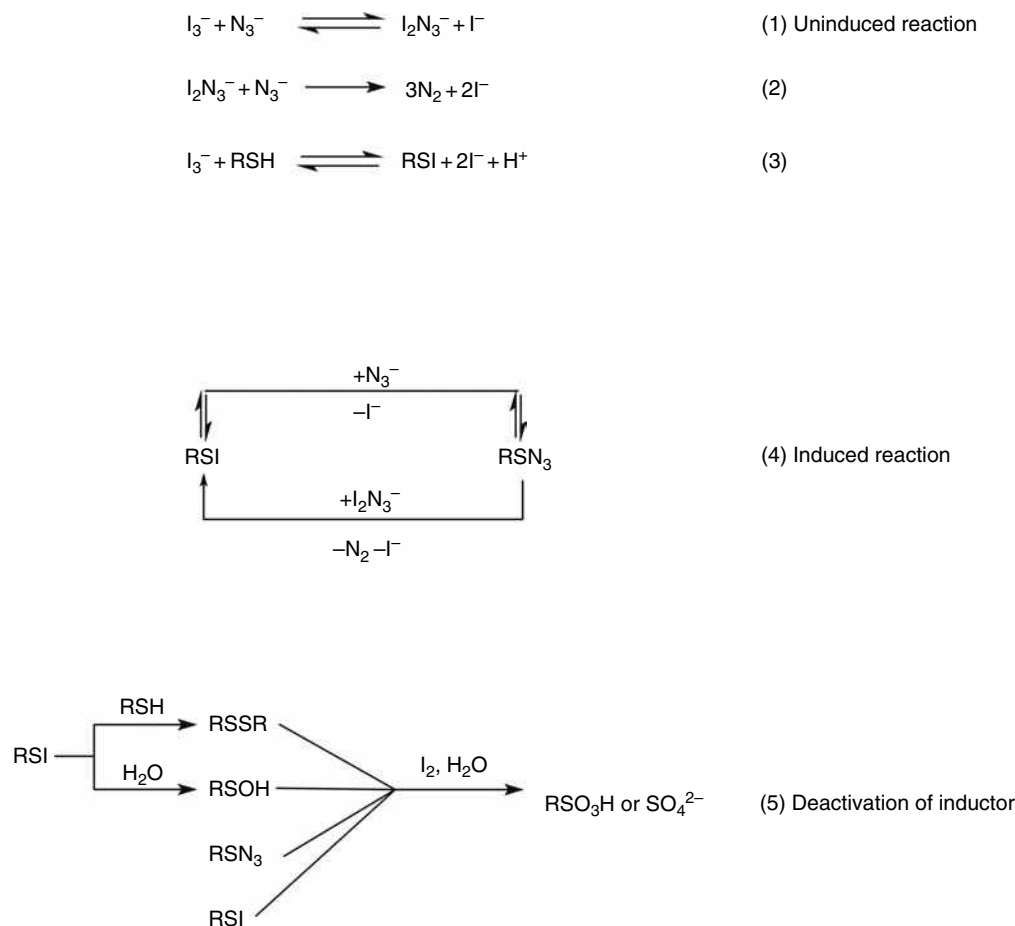 I₃⁻ + N₃⁻ ⇌ I₂N₃⁻ + I⁻ (1) Uninduced reaction
I₂N₃⁻ + N₃⁻ → 3N₂ + 2I⁻ (2)
I₃⁻ + RSH ⇌ RSI + 2I⁻ + H⁺ (3)
+N₃⁻
−I⁻
RSI RSN₃ (4) Induced reaction
+I₂N₃⁻
−N₂ −I⁻
RSH
RSSR
RSI
H₂O
RSOH
I₂, H₂O
RSO₃H or SO₄²⁻ (5) Deactivation of inductor
RSN₃
RSI